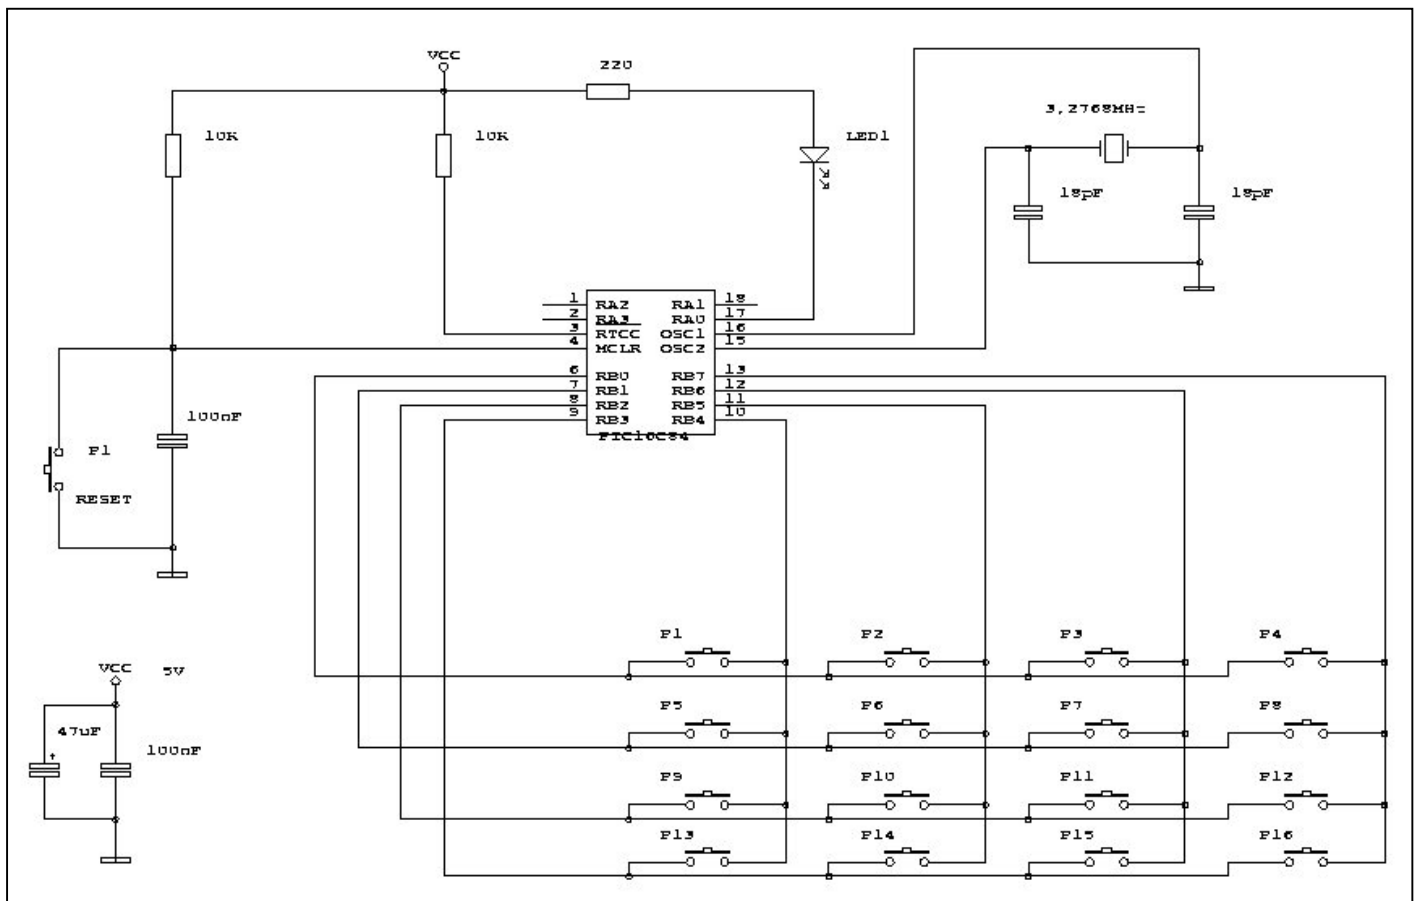 VCC
220
10K
10K
LED1
3,2768MHz
18pF
18pF
1 RA2 RA1 18
2 RA3 RA0 17
3 RTCC OSC1 16
4 MCLR OSC2 15
6 RB0 RB7 13
7 RB1 RB6 12
8 RB2 RB5 11
9 RB3 RB4 10
PIC16C84
100nF
P1
RESET
P1 P2 P3 P4
VCC 5V
P5 P6 P7 P8
47uF
+
100nF
P9 P10 P11 P12
P13 P14 P15 P16